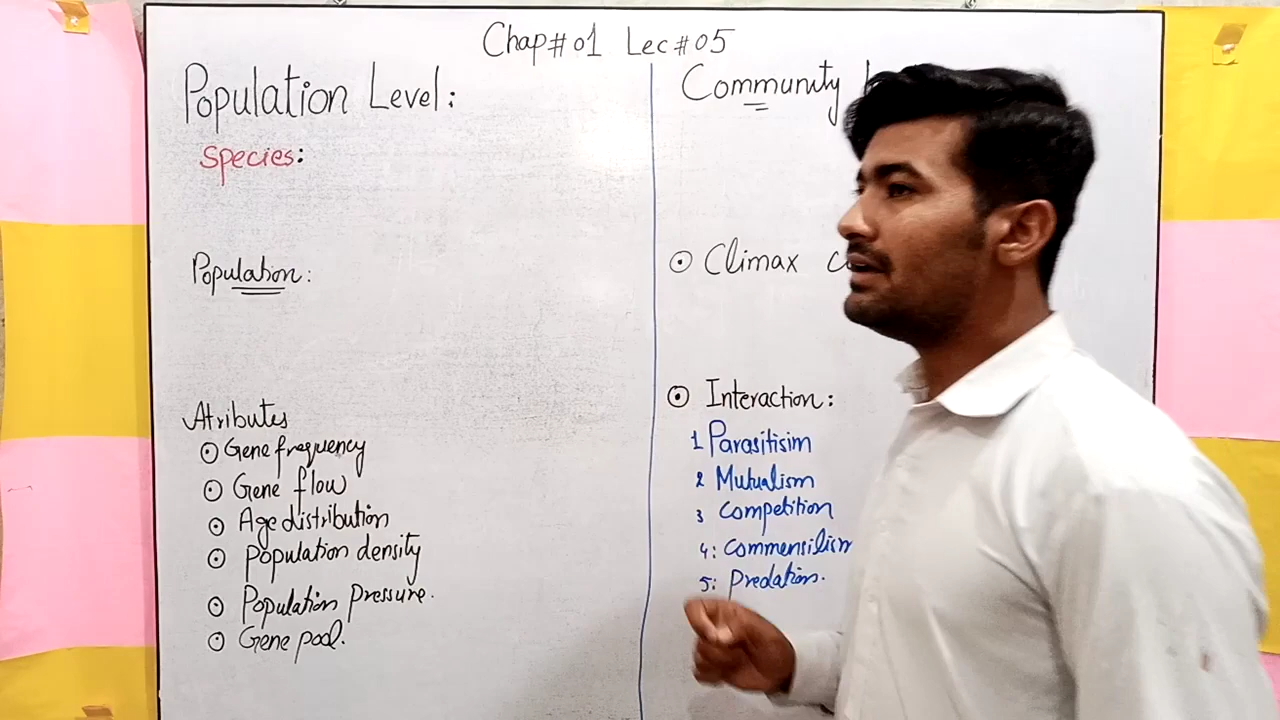 Chap#01 Lec#05
Population Level:
Species:
Population:
Atributes
Gene frequency
Gene flow
Age distribution
Population density
Population Pressure.
Gene pool.
Community
Climax
Interaction:
1 Parasitisim
2 Mutualism
3 Competition
4: Commensilism
5: Predation.